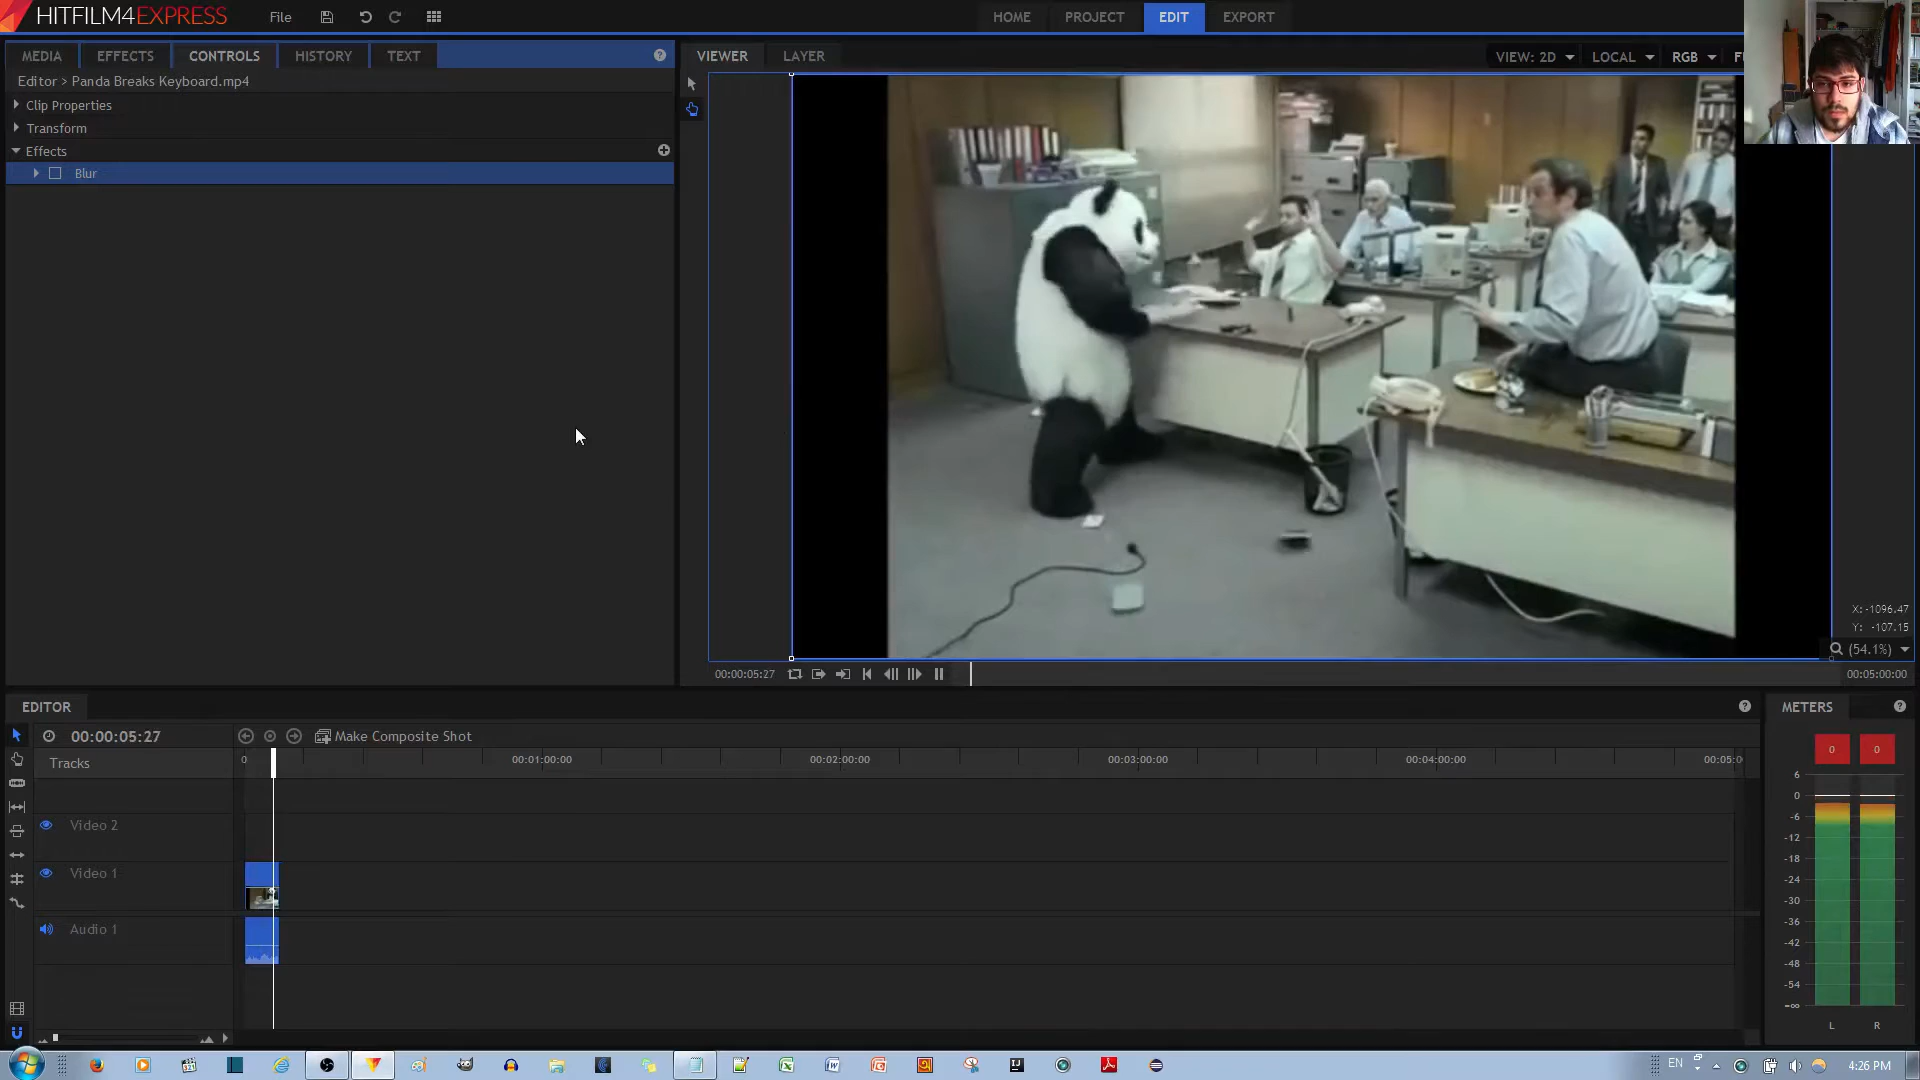 HITFILM4EXPRESS
File
HOME
PROJECT
EDIT
EXPORT
MEDIA
EFFECTS
CONTROLS
HISTORY
TEXT
VIEWER
LAYER
VIEW: 2D
LOCAL
RGB
Editor > Panda Breaks Keyboard.mp4
Clip Properties
Transform
Effects
Blur
X: -1096.47
Y: -107.15
(54.1%)
00:00:05:27
00:05:00:00
EDITOR
METERS
00:00:05:27
Make Composite Shot
0 0
Tracks
0
00:01:00:00
00:02:00:00
00:03:00:00
00:04:00:00
00:05:0
Video 2
Video 1
Audio 1
6
0
-6
-12
-18
-24
-30
-36
-42
-48
-54
-∞
L R
EN
4:26 PM